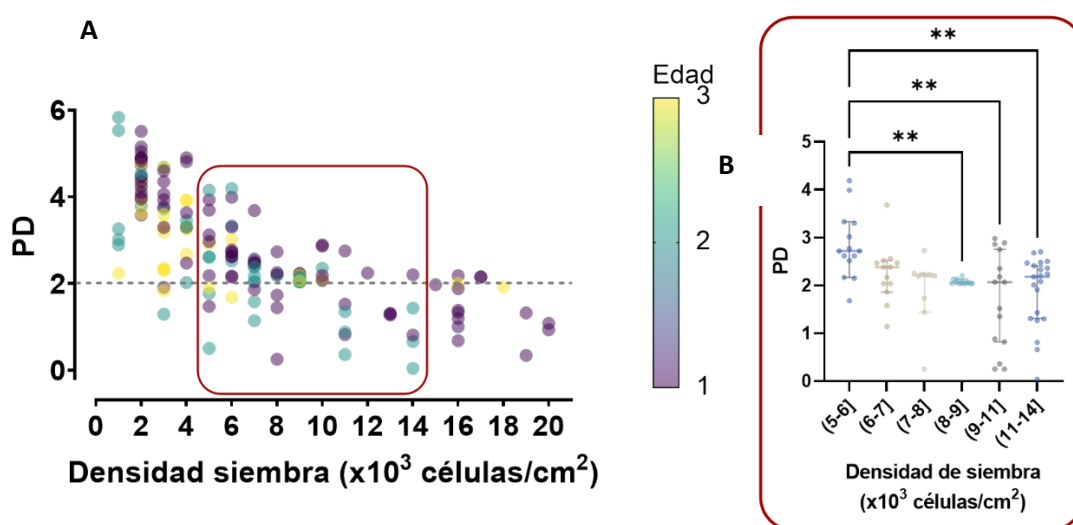 A
6
4
2
0
PD
0 2 4 6 8 10 12 14 16 18 20
Densidad siembra (x10³ células/cm²)
Edad
3
2
1
B
**
**
**
5
4
3
2
1
0
PD
(5-6] (6-7] (7-8] (8-9] (9-11] (11-14]
Densidad de siembra
(x10³ células/cm²)